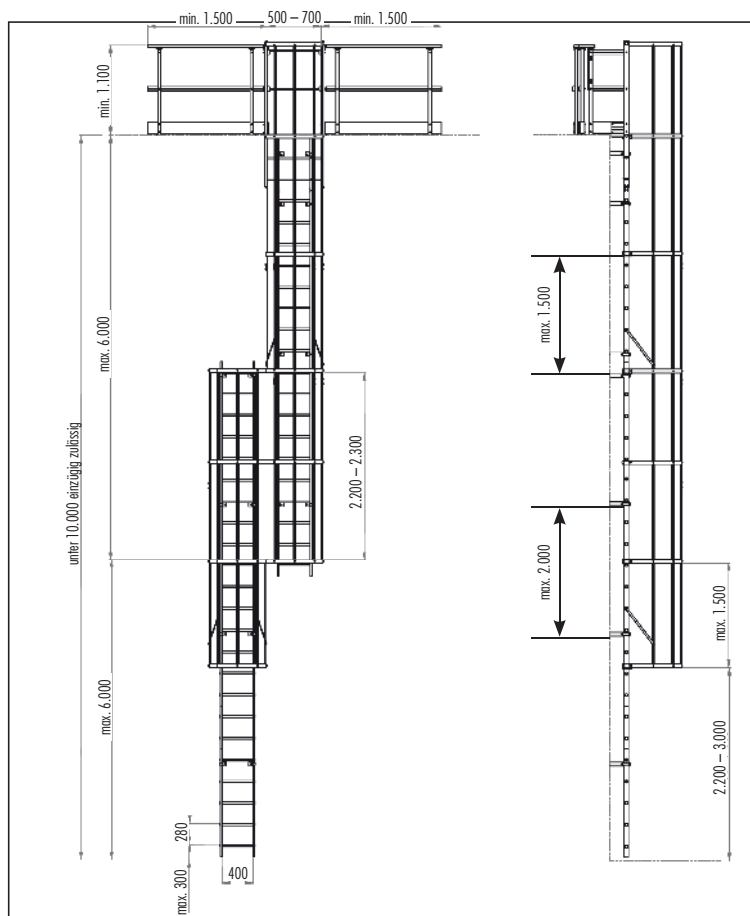 min. 1.500
500 – 700
min. 1.500
min. 1.100
max. 6.000
unter 10.000 einzügig zulässig
2.200 – 2.300
max. 6.000
280
max. 300
400
max. 1.500
max. 2.000
max. 1.500
2.200 – 3.000